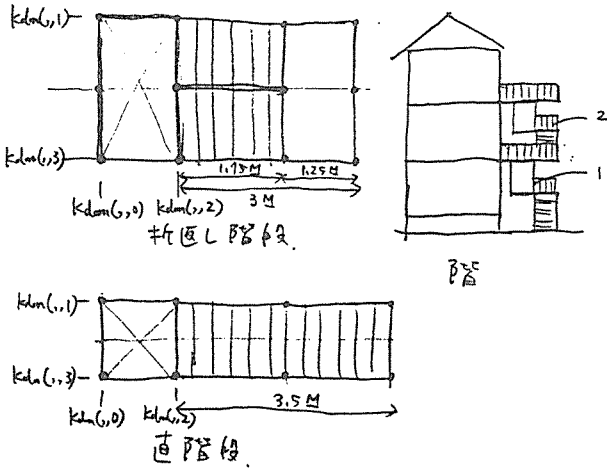 kdm(,,1)
kdm(,,3)
1.75M
1.25M
3M
kdm(,,0)
kdm(,,2)
折返し階段.
2
1
階
kdm(,,1)
kdm(,,3)
kdm(,,0)
kdm(,,2)
3.5M
直階段.